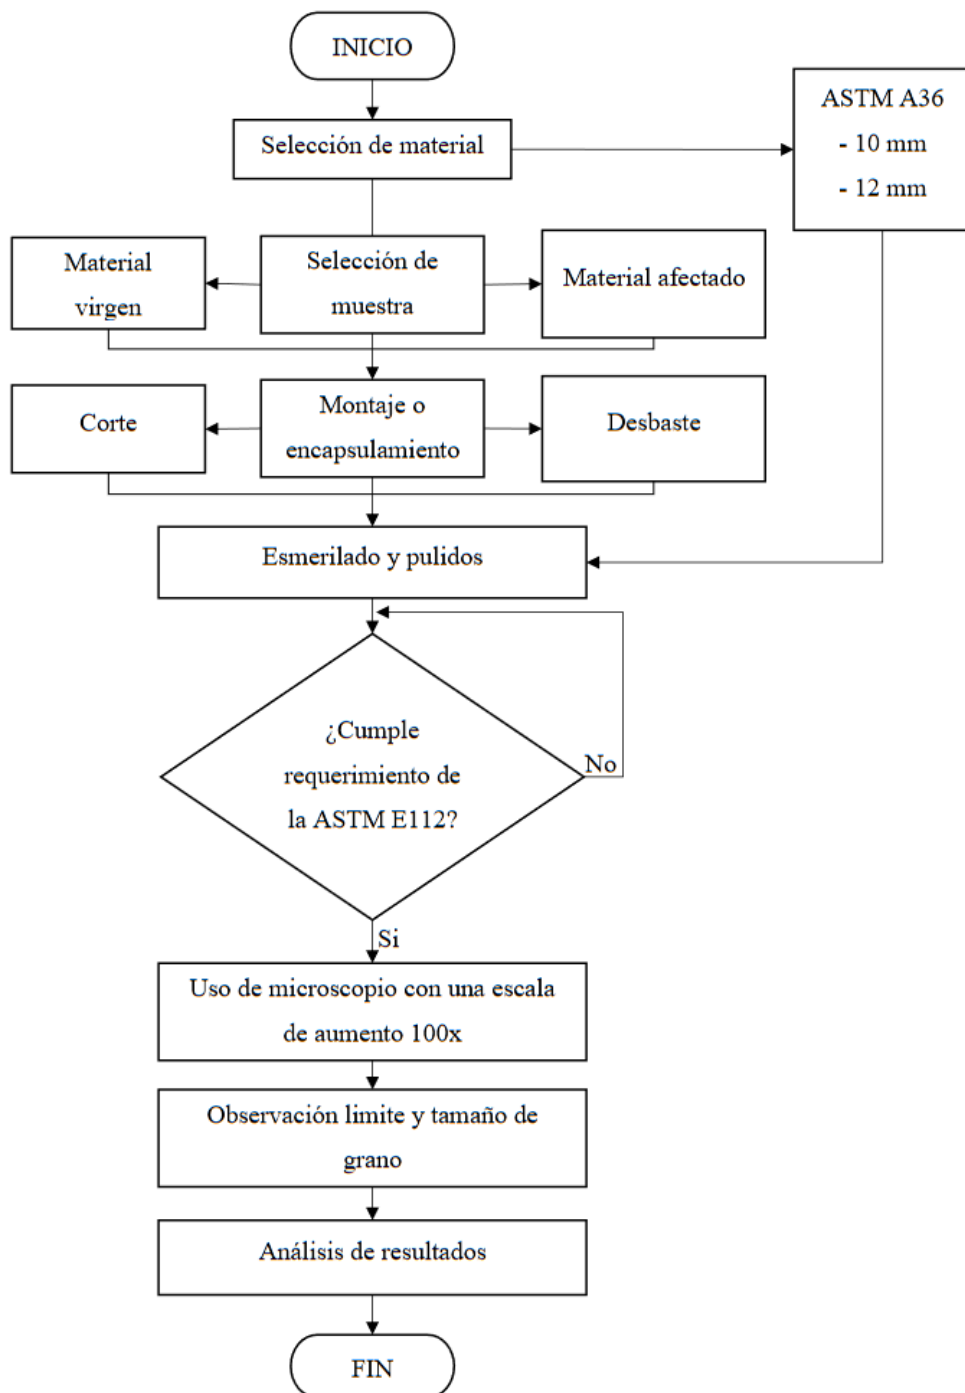 INICIO
Selección de material
ASTM A36
- 10 mm
- 12 mm
Material
virgen
Selección de
muestra
Material afectado
Corte
Montaje o
encapsulamiento
Desbaste
Esmerilado y pulidos
¿Cumple
requerimiento de
la ASTM E112?
No
Si
Uso de microscopio con una escala
de aumento 100x
Observación limite y tamaño de
grano
Análisis de resultados
FIN